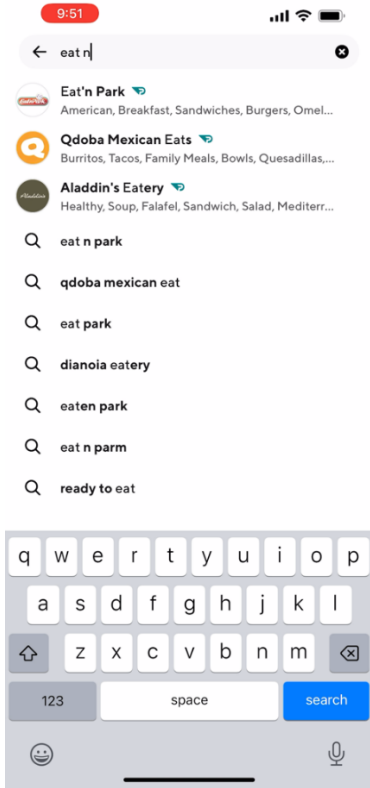 9:51
eat n
Eat'n Park
American, Breakfast, Sandwiches, Burgers, Omel...
Qdoba Mexican Eats
Burritos, Tacos, Family Meals, Bowls, Quesadillas,...
Aladdin's Eatery
Healthy, Soup, Falafel, Sandwich, Salad, Mediterr...
eat n park
qdoba mexican eat
eat park
dianoia eatery
eaten park
eat n parm
ready to eat
q w e r t y u i o p
a s d f g h j k l
z x c v b n m
123 space search